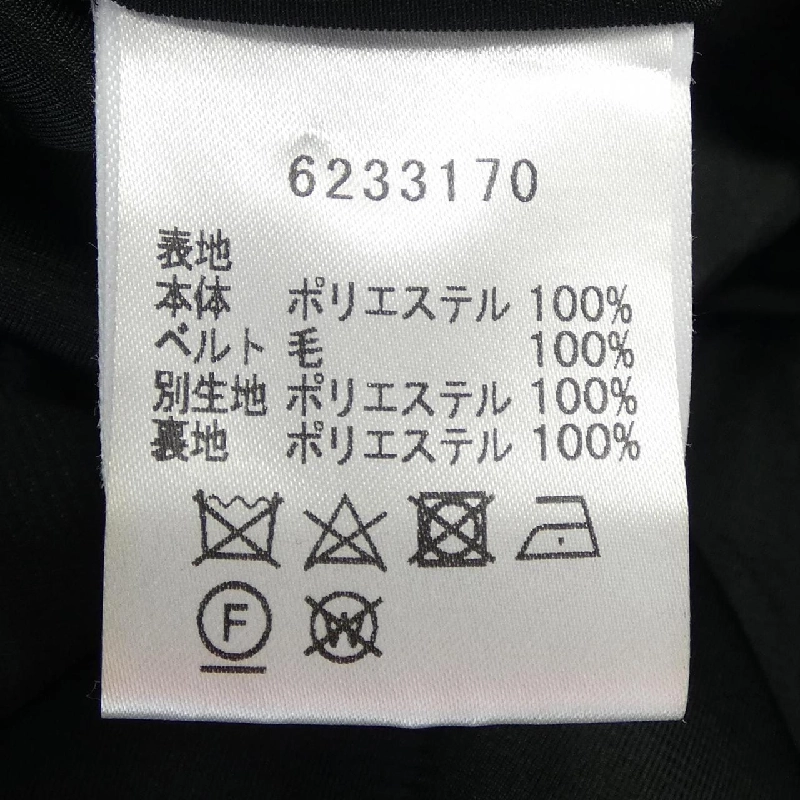 6233170
表地
本体 ポリエステル 100%
ベルト 毛 100%
別生地 ポリエステル 100%
裏地 ポリエステル 100%
F W